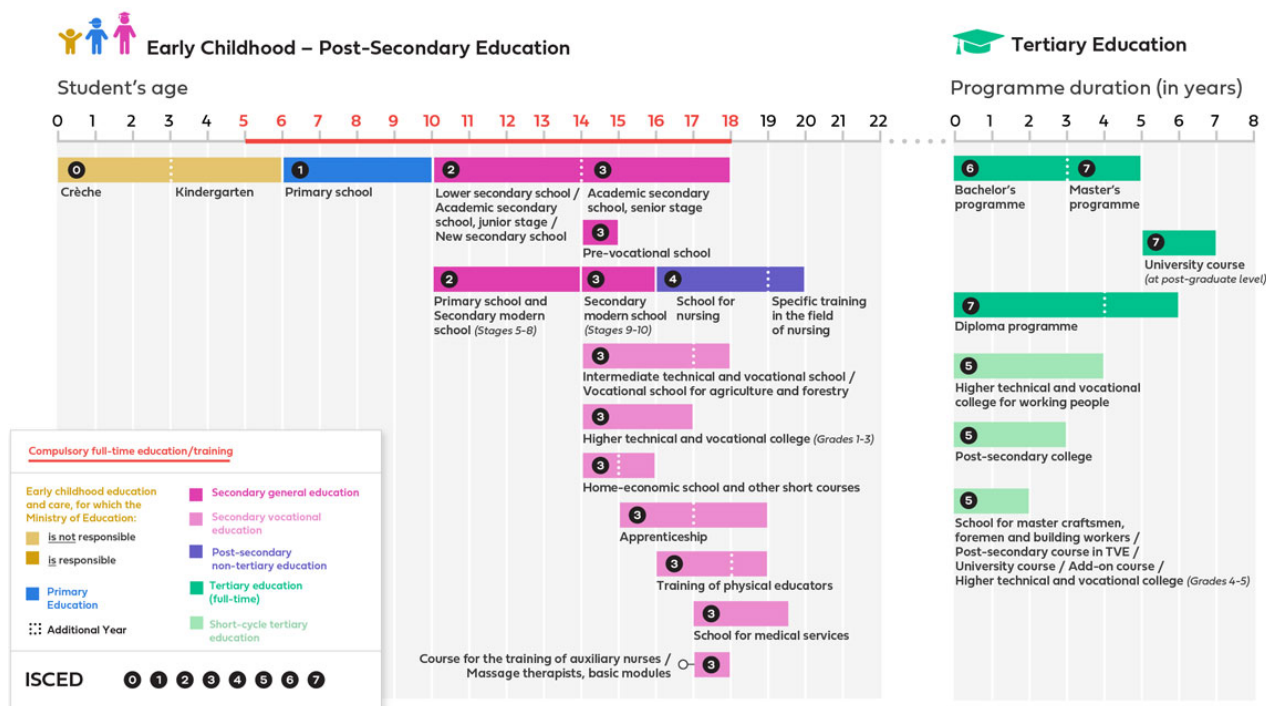 Early Childhood – Post-Secondary Education
Student's age
0 1 2 3 4 5 6 7 8 9 10 11 12 13 14 15 16 17 18 19 20 21 22
0
Crèche
Kindergarten
1
Primary school
2
3
Lower secondary school /
Academic secondary
school, junior stage /
New secondary school
Academic secondary
school, senior stage
3
Pre-vocational school
2
3
4
Primary school and
Secondary modern
school (Stages 5-8)
Secondary
modern school
(Stages 9-10)
School for
nursing
Specific training
in the field
of nursing
3
Intermediate technical and vocational school /
Vocational school for agriculture and forestry
3
Higher technical and vocational college (Grades 1-3)
3
Home-economic school and other short courses
3
Apprenticeship
3
Training of physical educators
3
School for medical services
Course for the training of auxiliary nurses /
Massage therapists, basic modules
3
Tertiary Education
Programme duration (in years)
0 1 2 3 4 5 6 7 8
6
7
Bachelor's
programme
Master's
programme
7
University course
(at post-graduate level)
7
Diploma programme
5
Higher technical and vocational
college for working people
5
Post-secondary college
5
School for master craftsmen,
foremen and building workers /
Post-secondary course in TVE /
University course / Add-on course /
Higher technical and vocational college (Grades 4-5)
Compulsory full-time education/training
Early childhood education
and care, for which the
Ministry of Education:
is not responsible
is responsible
Primary
Education
Additional Year
Secondary general education
Secondary vocational
education
Post-secondary
non-tertiary education
Tertiary education
(full-time)
Short-cycle tertiary
education
ISCED 0 1 2 3 4 5 6 7